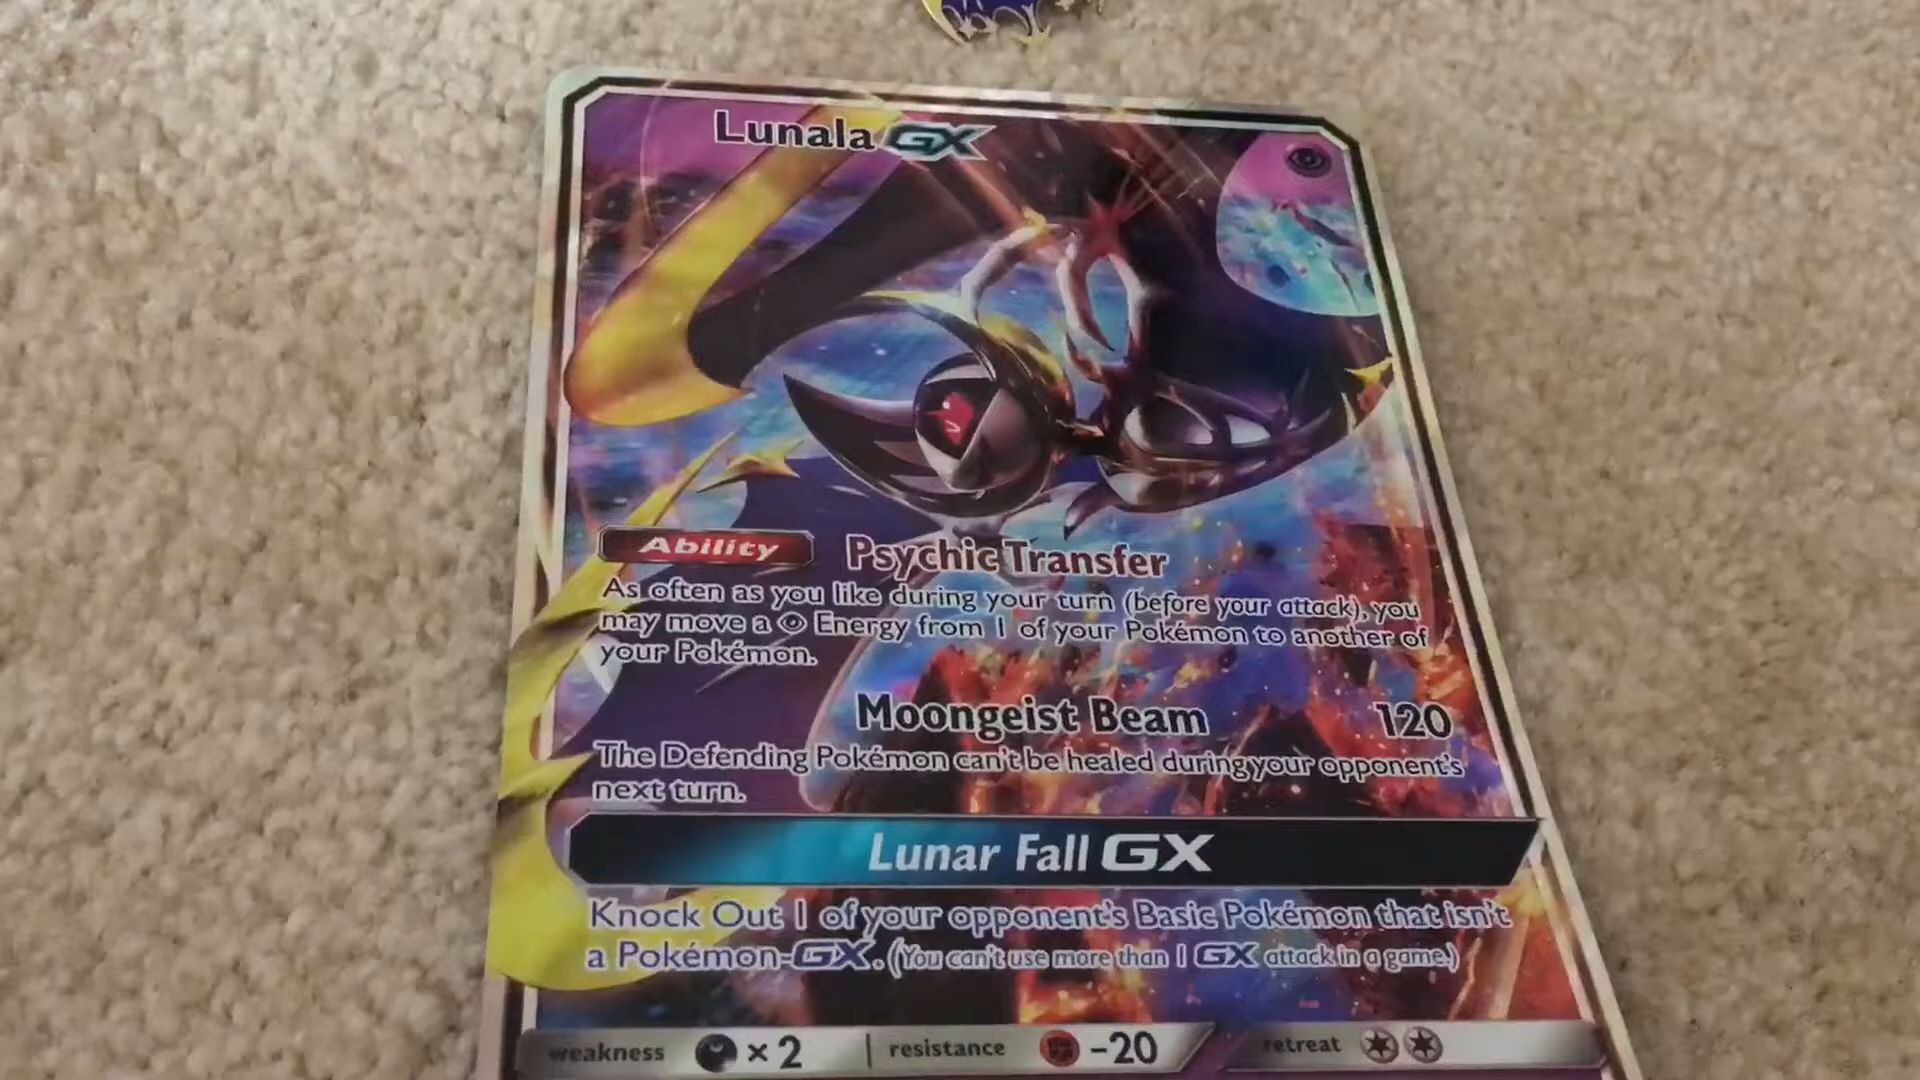 Lunala GX
Ability Psychic Transfer
As often as you like during your turn (before your attack), you
may move a Energy from 1 of your Pokémon to another of
your Pokémon.
Moongeist Beam 120
The Defending Pokémon can't be healed during your opponent's
next turn.
Lunar Fall GX
Knock Out 1 of your opponent's Basic Pokémon that isn't
a Pokémon-GX. (You can't use more than 1 GX attack in a game.)
weakness ×2 resistance -20 retreat